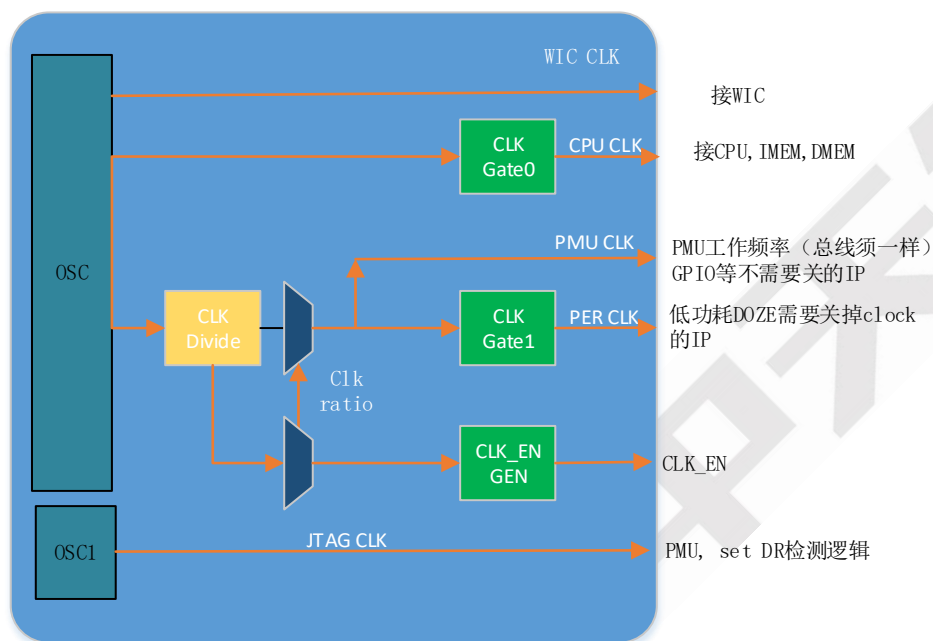 WIC CLK
接WIC
CLK
Gate0
CPU CLK
接CPU,IMEM,DMEM
OSC
PMU CLK
PMU工作频率（总线须一样）
GPIO等不需要关的IP
CLK
Divide
CLK
Gate1
PER CLK
低功耗DOZE需要关掉clock
的IP
Clk
ratio
CLK_EN
GEN
CLK_EN
OSC1
JTAG CLK
PMU, set DR检测逻辑